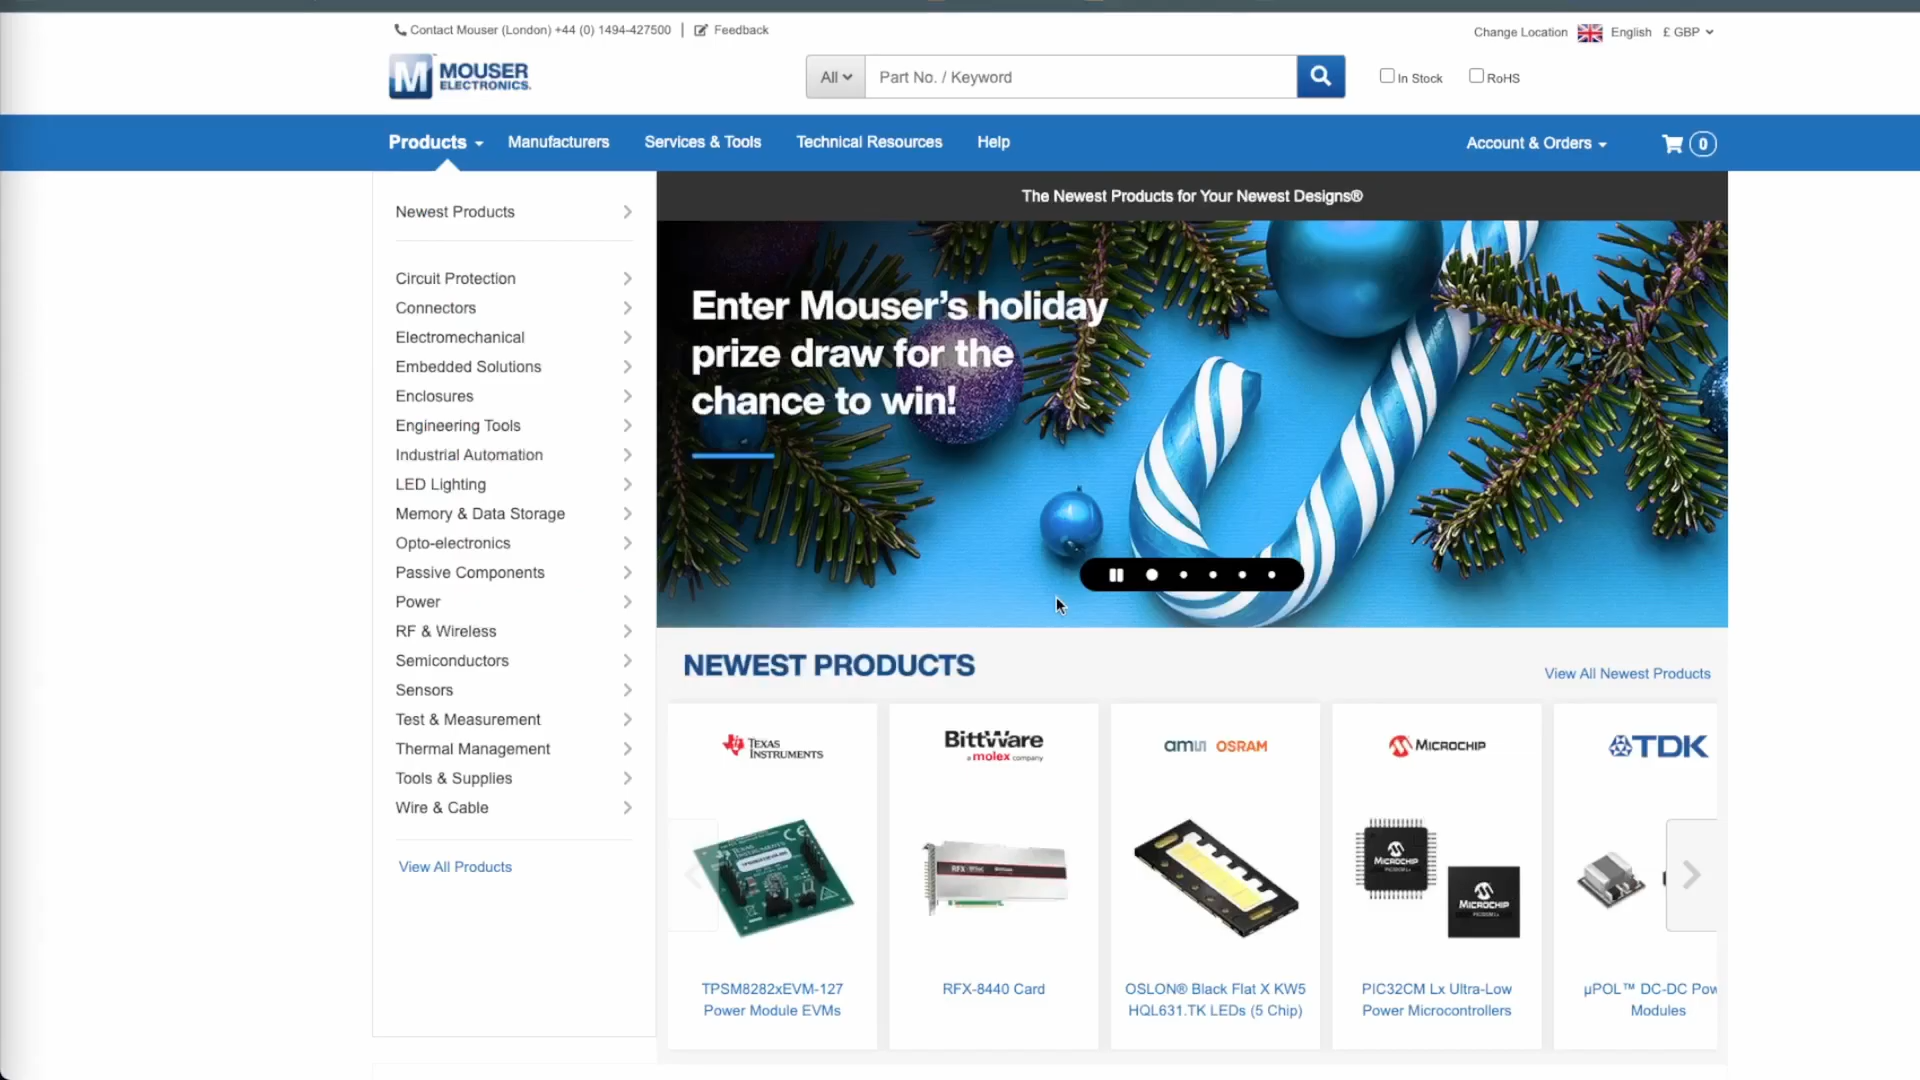 Contact Mouser (London) +44 (0) 1494-427500 | Feedback
Change Location English £ GBP
MOUSER
ELECTRONICS.
All
Part No. / Keyword
In Stock
RoHS
Products
Manufacturers
Services & Tools
Technical Resources
Help
Account & Orders
0
Newest Products
Circuit Protection
Connectors
Electromechanical
Embedded Solutions
Enclosures
Engineering Tools
Industrial Automation
LED Lighting
Memory & Data Storage
Opto-electronics
Passive Components
Power
RF & Wireless
Semiconductors
Sensors
Test & Measurement
Thermal Management
Tools & Supplies
Wire & Cable
View All Products
The Newest Products for Your Newest Designs®
Enter Mouser's holiday
prize draw for the
chance to win!
NEWEST PRODUCTS
View All Newest Products
TEXAS
INSTRUMENTS
TPSM8282xEVM-127
Power Module EVMs
BittWare
a molex company
RFX-8440 Card
amu OSRAM
OSLON® Black Flat X KW5
HQL631.TK LEDs (5 Chip)
MICROCHIP
MICROCHIP
MICROCHIP
PIC32CM Lx Ultra-Low
Power Microcontrollers
TDK
µPOL™ DC-DC Pow
Modules